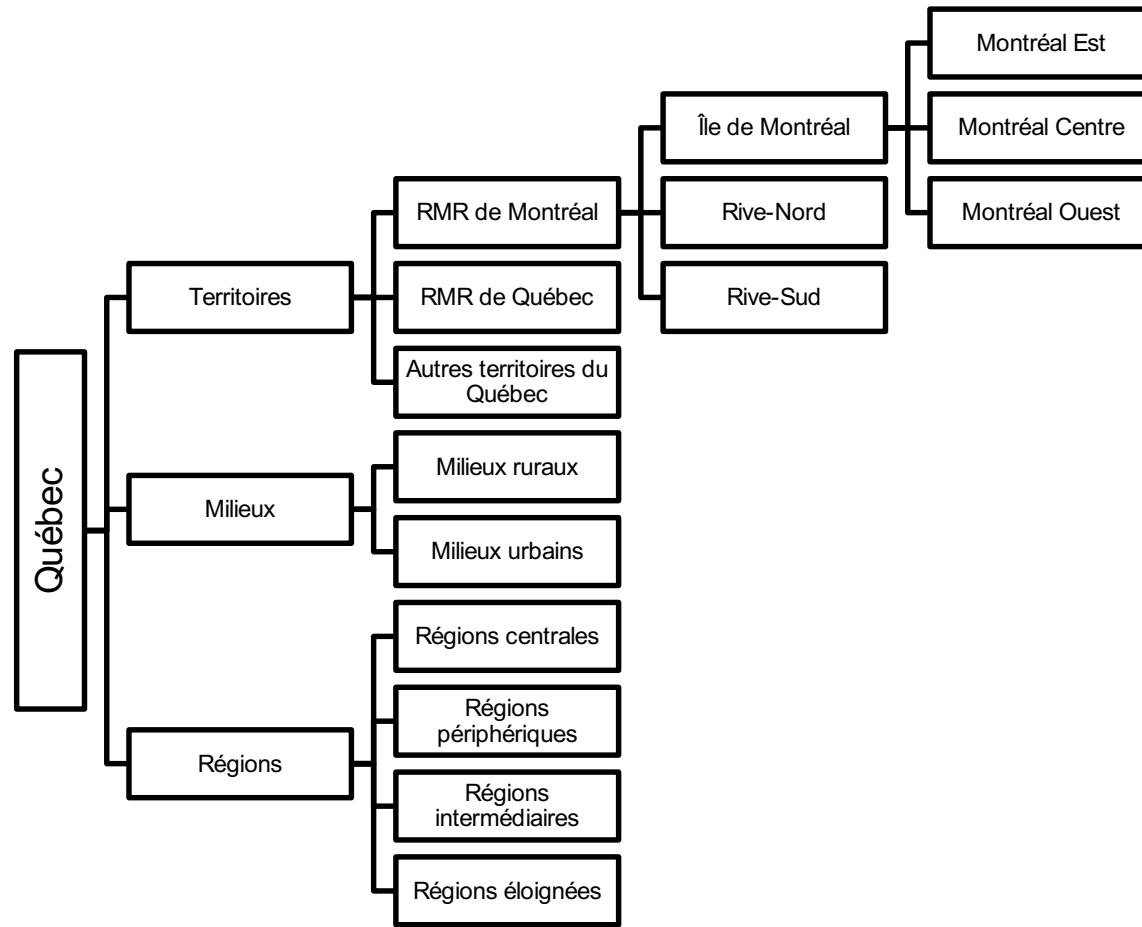 Québec
Territoires
RMR de Montréal
Île de Montréal
Montréal Est
Montréal Centre
Montréal Ouest
Rive-Nord
Rive-Sud
RMR de Québec
Autres territoires du
Québec
Milieux
Milieux ruraux
Milieux urbains
Régions
Régions centrales
Régions
périphériques
Régions
intermédiaires
Régions éloignées